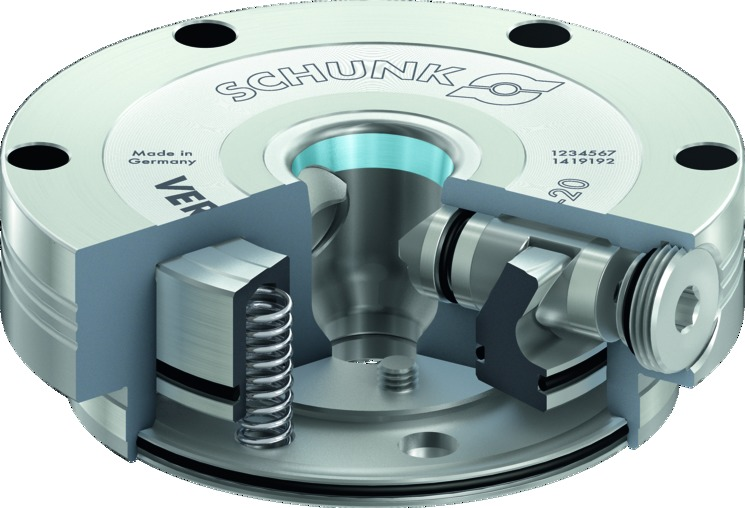 SCHUNK
Made in
Germany
1234567
1419192
VER
-20